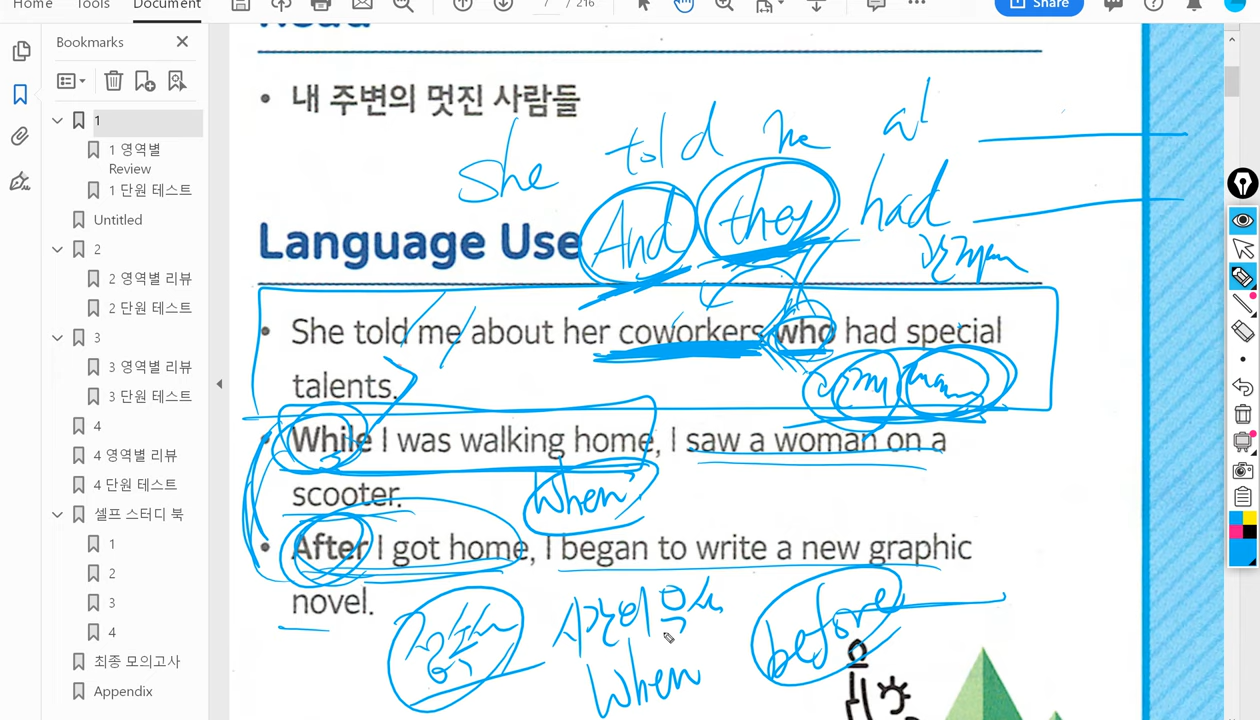 Home Tools Document
7 / 216
Share
Bookmarks
1
1 영역별
Review
1 단원 테스트
Untitled
2
2 영역별 리뷰
2 단원 테스트
3
3 영역별 리뷰
3 단원 테스트
4
4 영역별 리뷰
4 단원 테스트
셀프 스터디 북
1
2
3
4
최종 모의고사
Appendix
Read
• 내 주변의 멋진 사람들
she told me
And they had
Language Use
• She told me about her coworkers who had special
talents.
• While I was walking home, I saw a woman on a
scooter.
when
• After I got home, I began to write a new graphic
novel.
접속사 시간의 부사 before
when